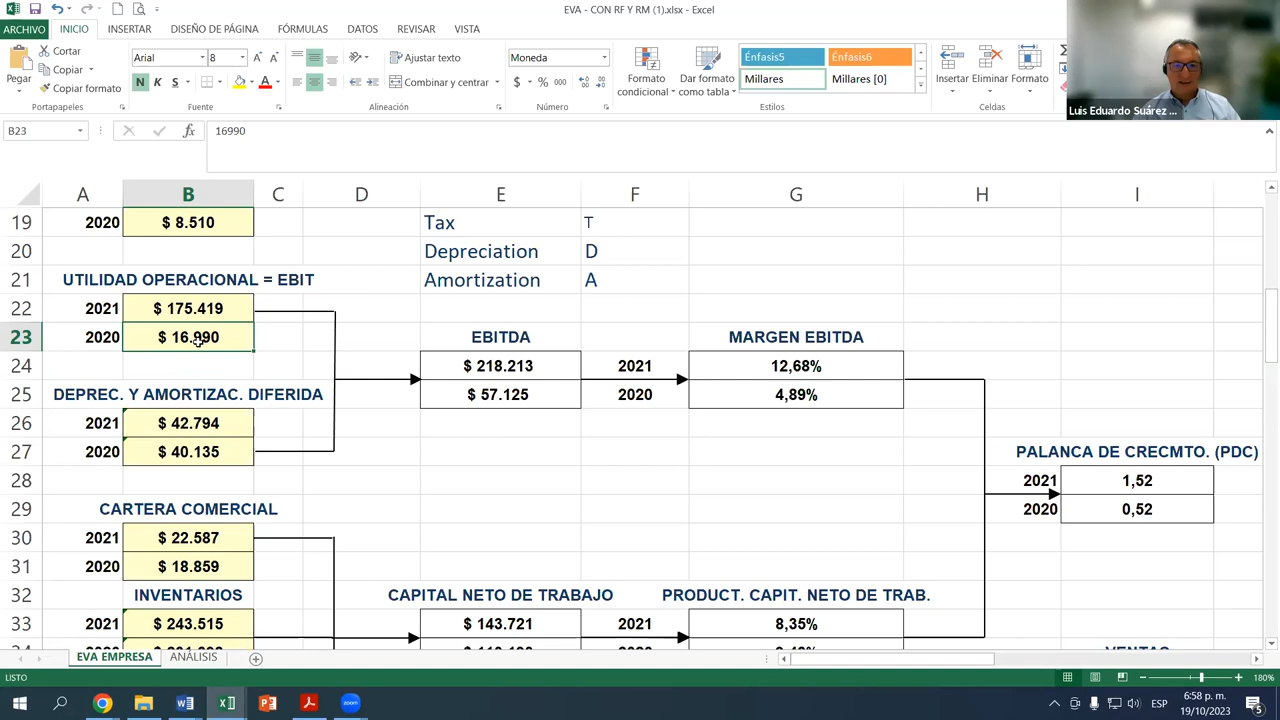 EVA - CON RF Y RM (1).xlsx - Excel
ARCHIVO INICIO INSERTAR DISEÑO DE PÁGINA FÓRMULAS DATOS REVISAR VISTA
Pegar
Cortar
Copiar
Copiar formato
Portapapeles
Arial 8
N K S
Fuente
Ajustar texto
Combinar y centrar
Alineación
Moneda
$ % 000
Número
Formato condicional
Dar formato como tabla
Énfasis5 Énfasis6
Millares Millares [0]
Estilos
Insertar Eliminar Formato
Celdas
Luis Eduardo Suárez ...
B23 fx 16990
A B C D E F G H I
19 2020 $ 8.510 Tax T
20 Depreciation D
21 UTILIDAD OPERACIONAL = EBIT Amortization A
22 2021 $ 175.419
23 2020 $ 16.990 EBITDA MARGEN EBITDA
24 $ 218.213 2021 12,68%
25 DEPREC. Y AMORTIZAC. DIFERIDA $ 57.125 2020 4,89%
26 2021 $ 42.794
27 2020 $ 40.135 PALANCA DE CRECMTO. (PDC)
28 2021 1,52
29 CARTERA COMERCIAL 2020 0,52
30 2021 $ 22.587
31 2020 $ 18.859
32 INVENTARIOS CAPITAL NETO DE TRABAJO PRODUCT. CAPIT. NETO DE TRAB.
33 2021 $ 243.515 $ 143.721 2021 8,35%
VENTAS
EVA EMPRESA ANÁLISIS
LISTO 180%
6:58 p. m.
ESP
19/10/2023
5